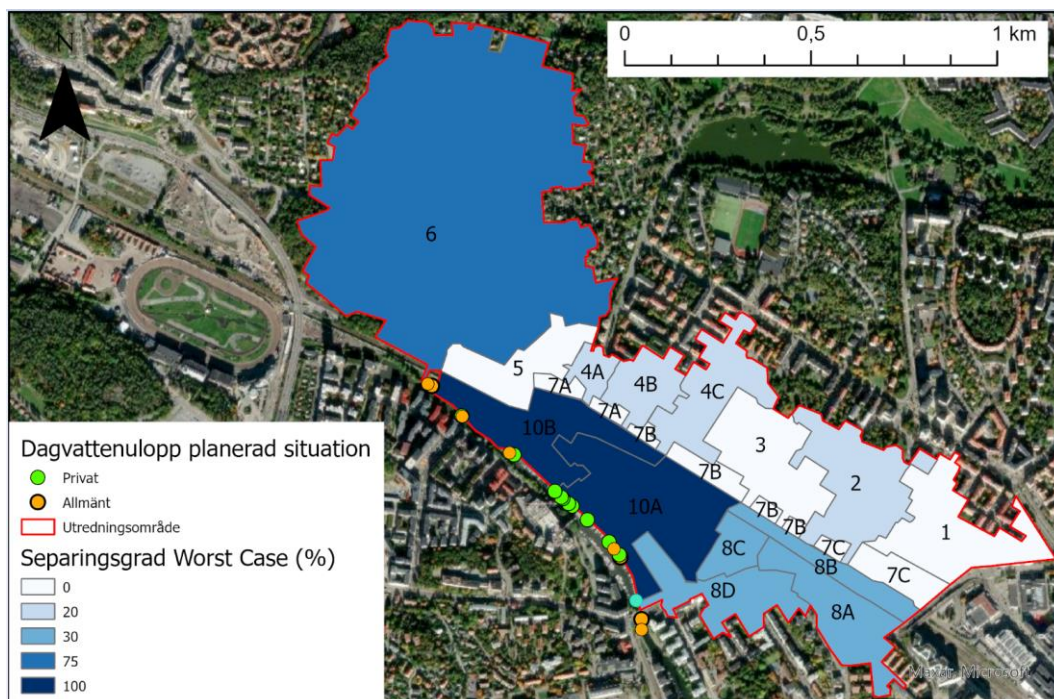 N
0
0,5
1 km
6
5
7A
4A
4B
4C
7A
7B
10B
3
7B
2
10A
7B
7B
7C
1
8C
8B
7C
8D
8A
Dagvattenulopp planerad situation
Privat
Allmänt
Utredningsområde
Separingsgrad Worst Case (%)
0
20
30
75
100
Maxar, Microsoft